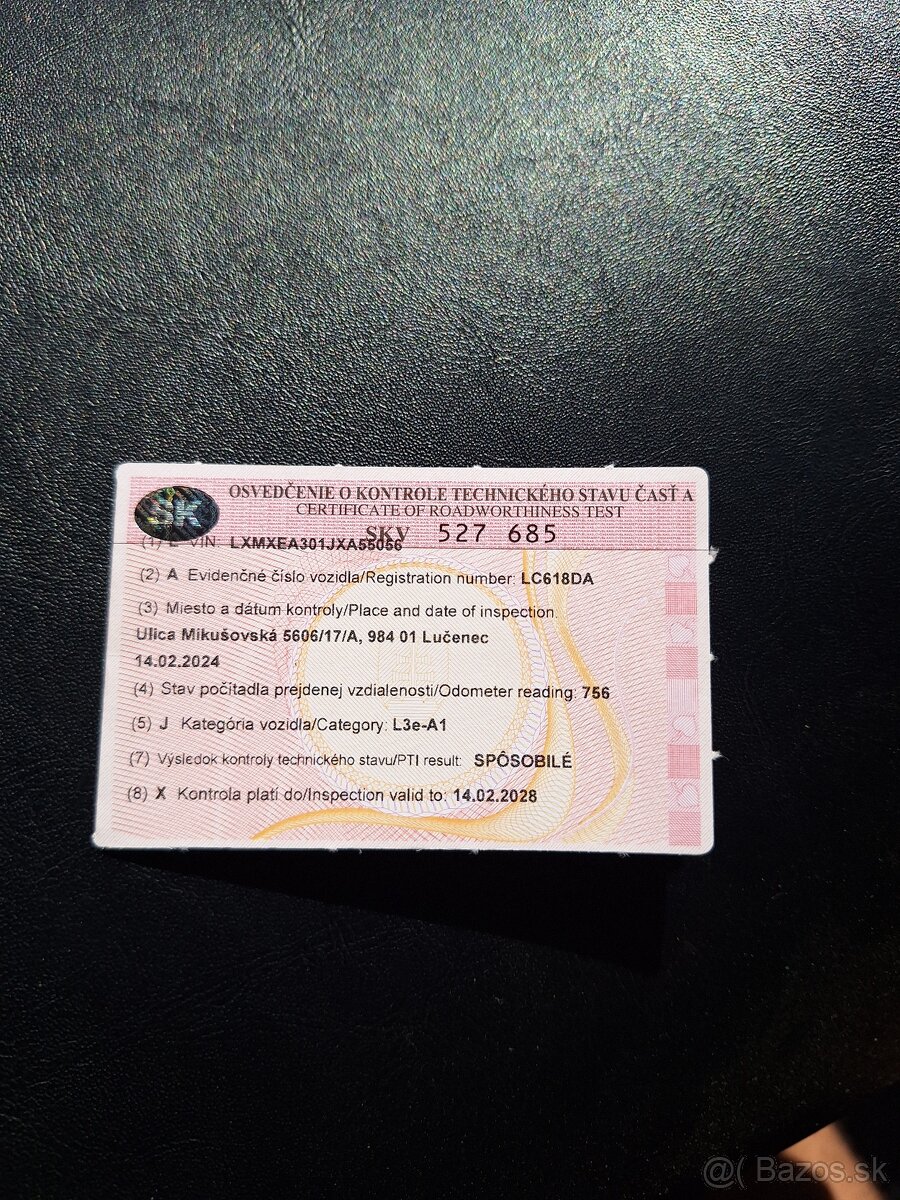 SK
OSVEDČENIE O KONTROLE TECHNICKÉHO STAVU ČASŤ A
CERTIFICATE OF ROADWORTHINESS TEST
SKV 527 685
(1) E VIN: LXMXEA301JXA55056
(2) A Evidenčné číslo vozidla/Registration number: LC618DA
(3) Miesto a dátum kontroly/Place and date of inspection:
Ulica Mikušovská 5606/17/A, 984 01 Lučenec
14.02.2024
(4) Stav počítadla prejdenej vzdialenosti/Odometer reading: 756
(5) J Kategória vozidla/Category: L3e-A1
(7) Výsledok kontroly technického stavu/PTI result: SPÔSOBILÉ
(8) X Kontrola platí do/Inspection valid to: 14.02.2028
@( Bazos.sk